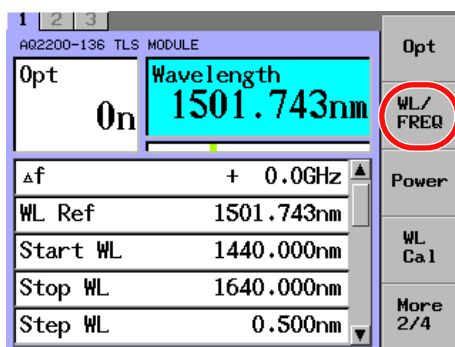 1 2 3
AQ2200-136 TLS MODULE
Opt
On
Wavelength
1501.743nm
Δf + 0.0GHz
WL Ref 1501.743nm
Start WL 1440.000nm
Stop WL 1640.000nm
Step WL 0.500nm
Opt
WL/
FREQ
Power
WL
Cal
More
2/4